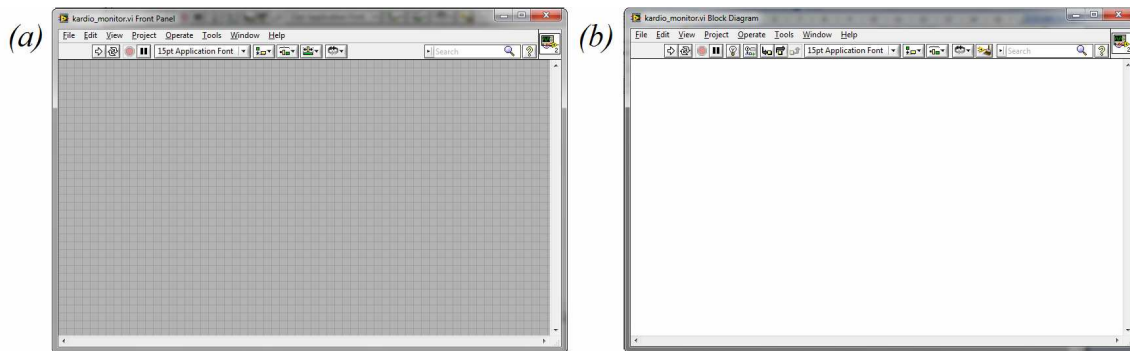 (a)
kardio_monitor.vi Front Panel
File Edit View Project Operate Tools Window Help
15pt Application Font
Search
(b)
kardio_monitor.vi Block Diagram
File Edit View Project Operate Tools Window Help
15pt Application Font
Search